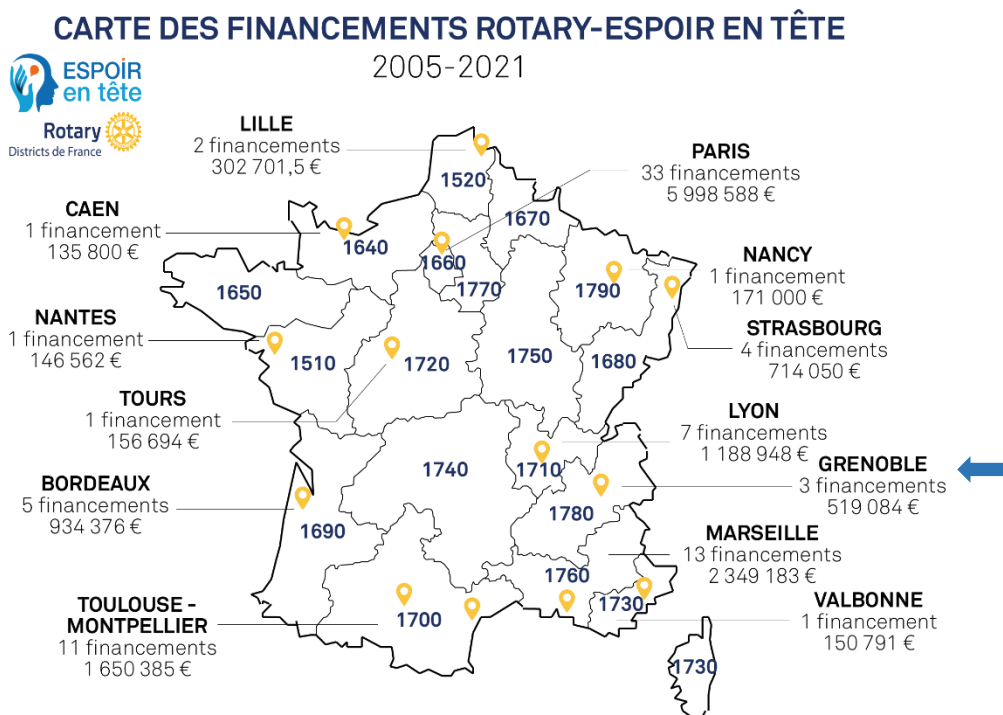 CARTE DES FINANCEMENTS ROTARY-ESPOIR EN TÊTE
2005-2021
ESPOIR
en tête
Rotary
Districts de France
LILLE
2 financements
302 701,5 €
PARIS
33 financements
5 998 588 €
CAEN
1 financement
135 800 €
NANCY
1 financement
171 000 €
NANTES
1 financement
146 562 €
STRASBOURG
4 financements
714 050 €
TOURS
1 financement
156 694 €
LYON
7 financements
1 188 948 €
GRENOBLE
3 financements
519 084 €
BORDEAUX
5 financements
934 376 €
MARSEILLE
13 financements
2 349 183 €
TOULOUSE -
MONTPELLIER
11 financements
1 650 385 €
VALBONNE
1 financement
150 791 €
1520
1670
1640
1660
1650
1770
1790
1510
1720
1750
1680
1740
1710
1780
1690
1760
1730
1700
1730